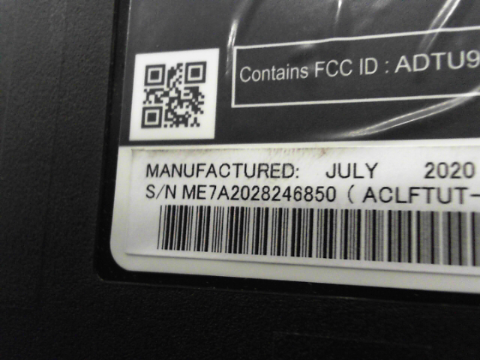 Contains FCC ID : ADTU9
MANUFACTURED: JULY 2020
S/N ME7A2028246850 ( ACLFTUT-